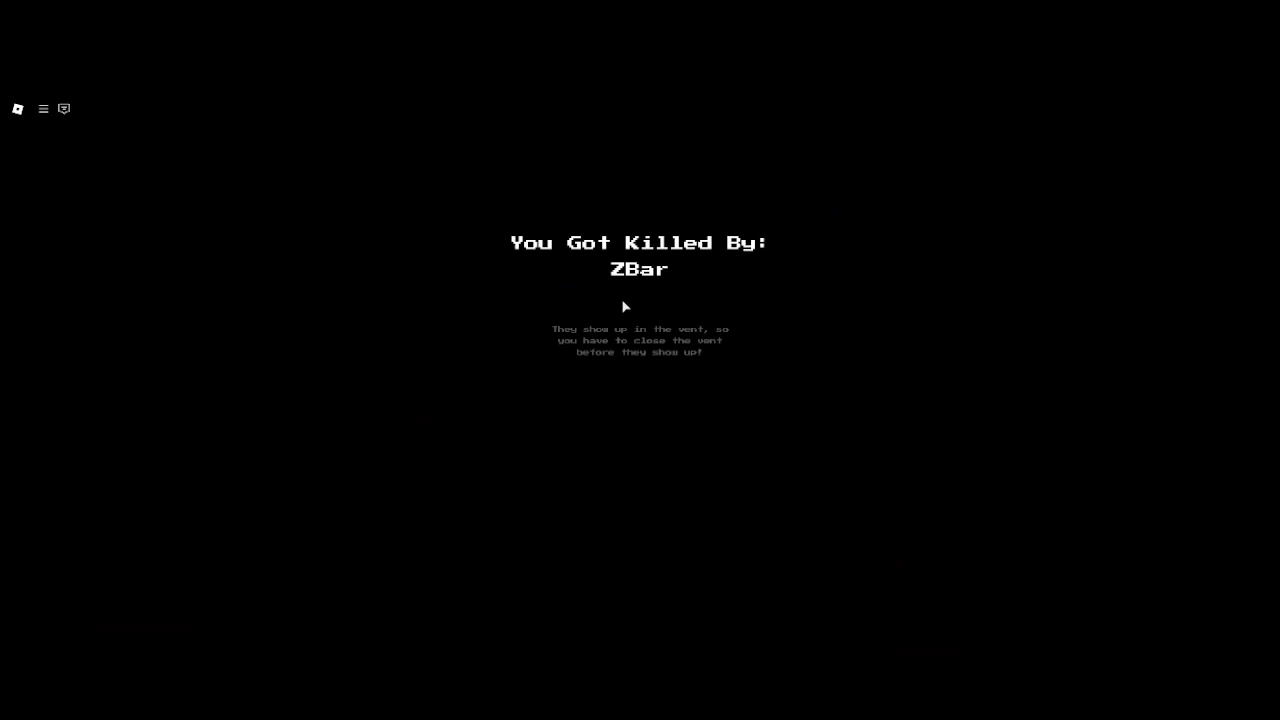 You Got Killed By:
ZBar
They show up in the vent, so
you have to close the vent
before they show up!